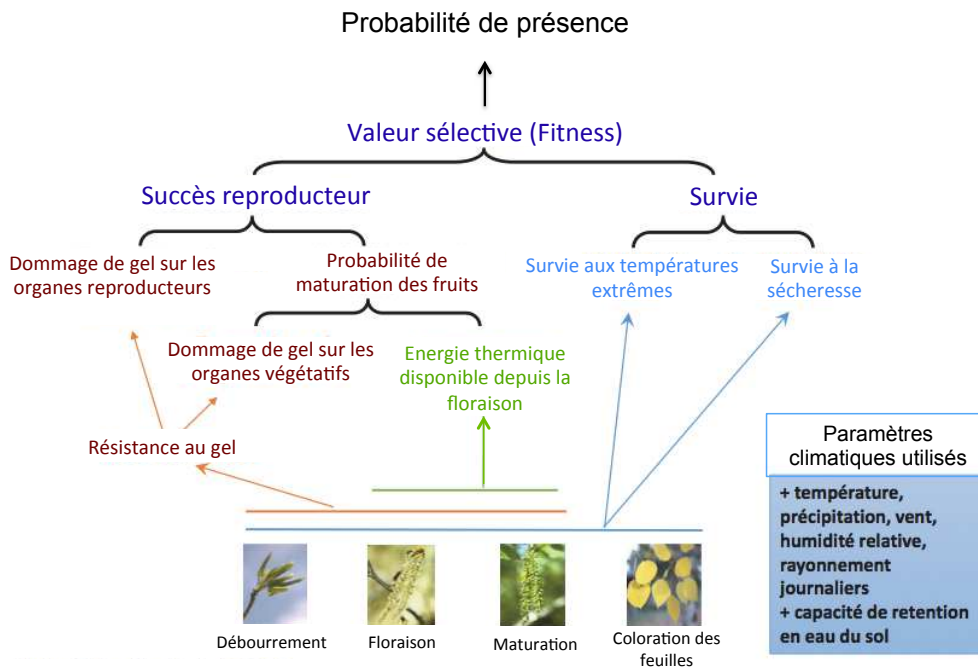 Probabilité de présence
Valeur sélective (Fitness)
Succès reproducteur
Survie
Dommage de gel sur les
organes reproducteurs
Probabilité de
maturation des fruits
Survie aux températures
extrêmes
Survie à la
sécheresse
Dommage de gel sur les
organes végétatifs
Energie thermique
disponible depuis la
floraison
Résistance au gel
Paramètres
climatiques utilisés
+ température,
précipitation, vent,
humidité relative,
rayonnement
journaliers
+ capacité de retention
en eau du sol
Débourrement
Floraison
Maturation
Coloration des
feuilles